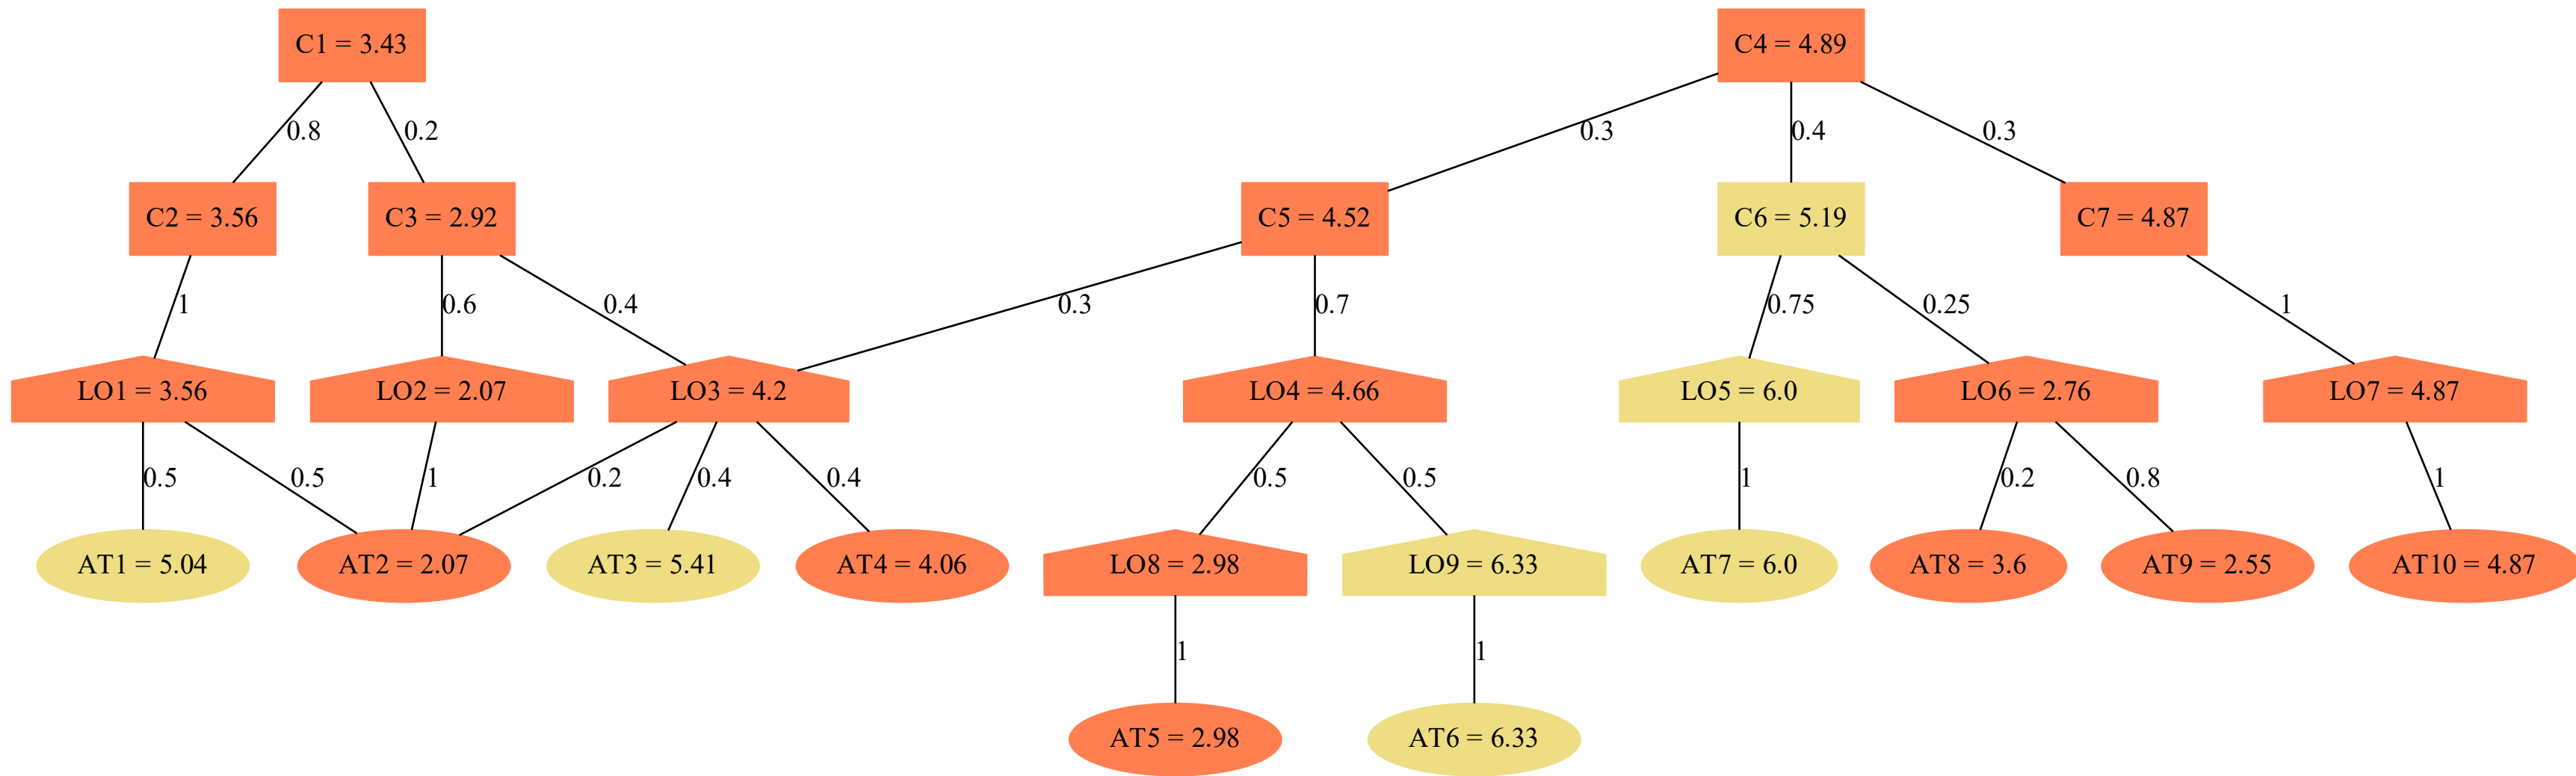 C1 = 3.43
C4 = 4.89
0.8
0.2
0.3
0.4
0.3
C2 = 3.56
C3 = 2.92
C5 = 4.52
C6 = 5.19
C7 = 4.87
1
0.6
0.4
0.3
0.7
0.75
0.25
1
LO1 = 3.56
LO2 = 2.07
LO3 = 4.2
LO4 = 4.66
LO5 = 6.0
LO6 = 2.76
LO7 = 4.87
0.5
0.5
1
0.2
0.4
0.4
0.5
0.5
1
0.2
0.8
1
AT1 = 5.04
AT2 = 2.07
AT3 = 5.41
AT4 = 4.06
LO8 = 2.98
LO9 = 6.33
AT7 = 6.0
AT8 = 3.6
AT9 = 2.55
AT10 = 4.87
1
1
AT5 = 2.98
AT6 = 6.33